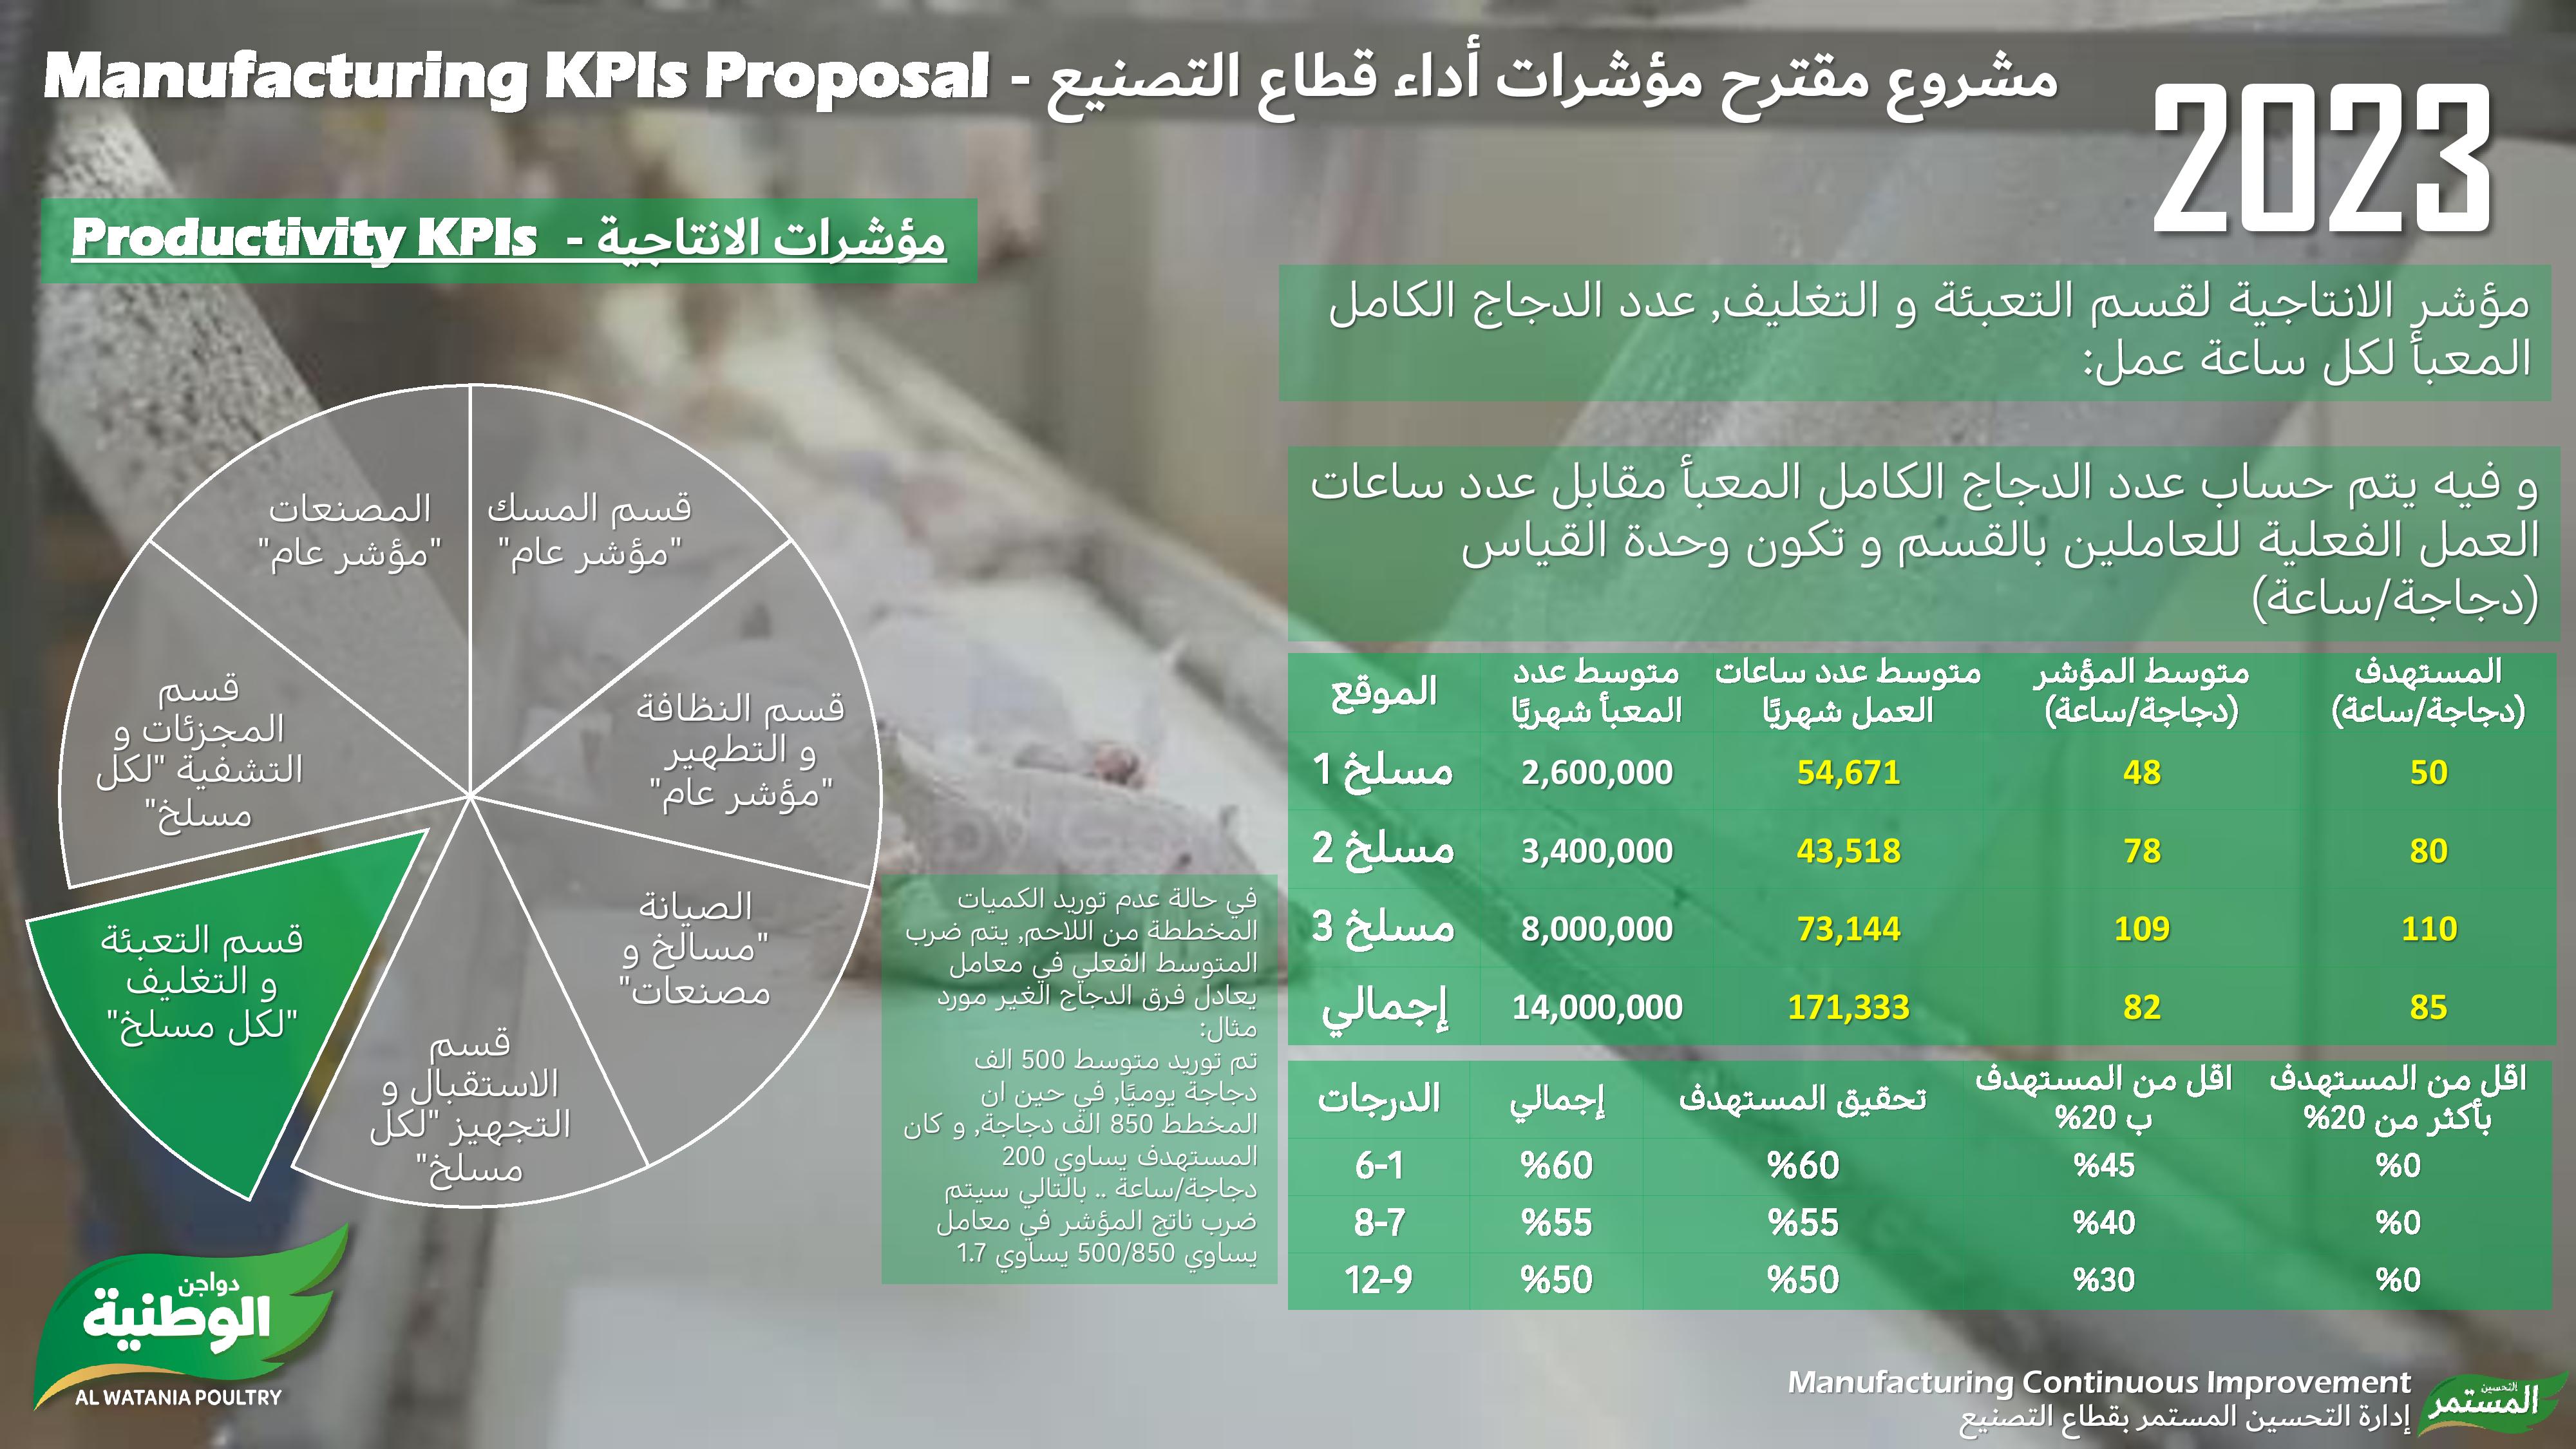 Manufacturing KPIs Proposal - مشروع مقترح مؤشرات أداء قطاع التصنيع
2023
Productivity KPIs - مؤشرات الانتاجية
مؤشر الانتاجية لقسم التعبئة و التغليف, عدد الدجاج الكامل
المعبأ لكل ساعة عمل:
و فيه يتم حساب عدد الدجاج الكامل المعبأ مقابل عدد ساعات
العمل الفعلية للعاملين بالقسم و تكون وحدة القياس
(دجاجة/ساعة)
المصنعات
"مؤشر عام"
قسم المسك
"مؤشر عام"
قسم النظافة
و التطهير
"مؤشر عام"
الصيانة
"مسالخ و
مصنعات"
قسم
الاستقبال و
التجهيز "لكل
مسلخ"
قسم التعبئة
و التغليف
"لكل مسلخ"
قسم
المجزئات و
التشفية "لكل
مسلخ"
في حالة عدم توريد الكميات
المخططة من اللاحم, يتم ضرب
المتوسط الفعلي في معامل
يعادل فرق الدجاج الغير مورد
مثال:
تم توريد متوسط 500 الف
دجاجة يوميًا, في حين ان
المخطط 850 الف دجاجة, و كان
المستهدف يساوي 200
دجاجة/ساعة .. بالتالي سيتم
ضرب ناتج المؤشر في معامل
يساوي 500/850 يساوي 1.7
الموقع متوسط عدد المعبأ شهريًا متوسط عدد ساعات العمل شهريًا متوسط المؤشر (دجاجة/ساعة) المستهدف (دجاجة/ساعة)
مسلخ 1 2,600,000 54,671 48 50
مسلخ 2 3,400,000 43,518 78 80
مسلخ 3 8,000,000 73,144 109 110
إجمالي 14,000,000 171,333 82 85
الدرجات إجمالي تحقيق المستهدف اقل من المستهدف ب 20% اقل من المستهدف بأكثر من 20%
6-1 %60 %60 %45 %0
8-7 %55 %55 %40 %0
12-9 %50 %50 %30 %0
دواجن
الوطنية
AL WATANIA POULTRY
Manufacturing Continuous Improvement
إدارة التحسين المستمر بقطاع التصنيع
التحسين
المستمر